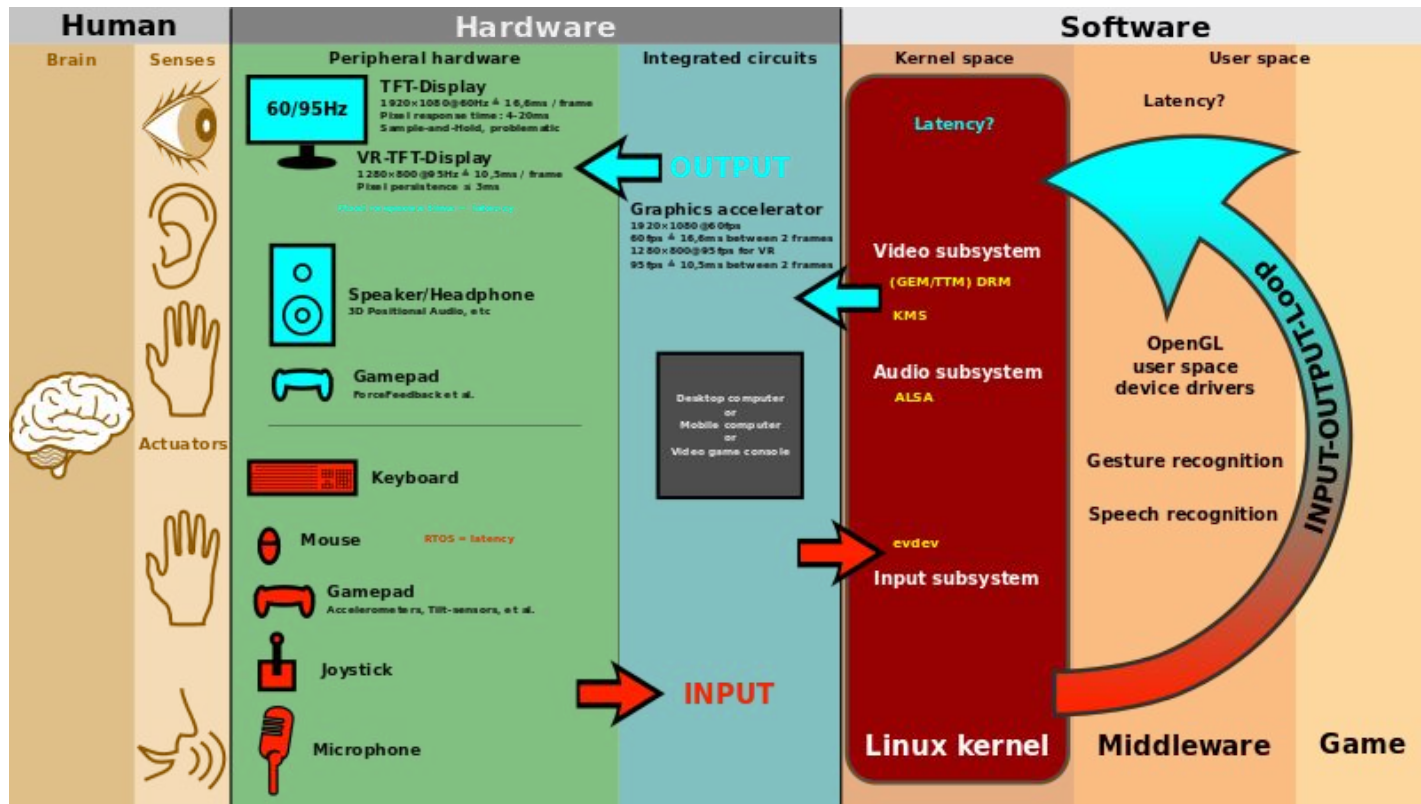 Human
Hardware
Software
Brain
Senses
Peripheral hardware
Integrated circuits
Kernel space
User space
60/95Hz
TFT-Display
1920×1080@60Hz ≙ 16,6ms / frame
Pixel response time: 4-20ms
Sample-and-Hold, problematic
VR-TFT-Display
1280×800@95Hz ≙ 10,5ms / frame
Pixel persistence ≤ 3ms
OUTPUT
Graphics accelerator
1920×1080@60fps
60fps ≙ 16,6ms between 2 frames
1280×800@95fps for VR
95fps ≙ 10,5ms between 2 frames
Speaker/Headphone
3D Positional Audio, etc
Gamepad
ForceFeedback et al.
Desktop computer
or
Mobile computer
or
Video game console
Actuators
Keyboard
Mouse
RTOS = latency
Gamepad
Accelerometers, Tilt-sensors, et al.
Joystick
INPUT
Microphone
Latency?
Video subsystem
(GEM/TTM) DRM
KMS
Audio subsystem
ALSA
evdev
Input subsystem
Linux kernel
Latency?
OpenGL
user space
device drivers
Gesture recognition
Speech recognition
INPUT-OUTPUT-Loop
Middleware
Game